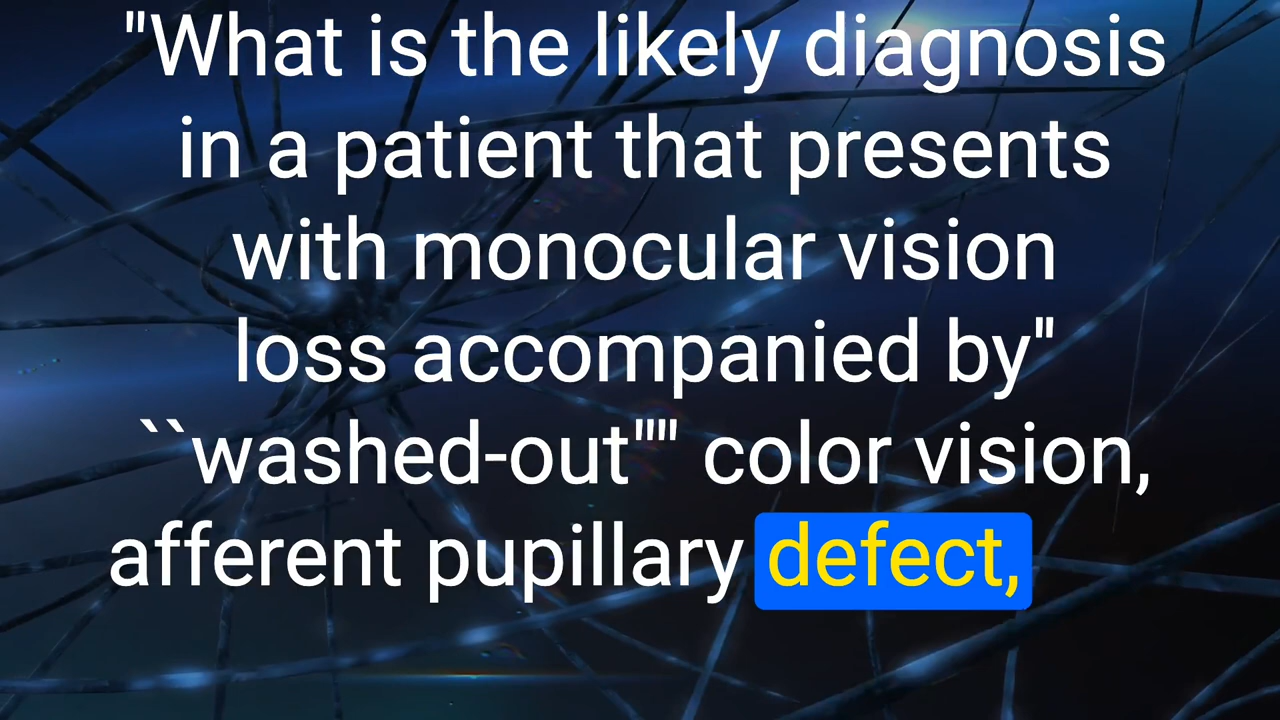 "What is the likely diagnosis
in a patient that presents
with monocular vision
loss accompanied by"
``washed-out"" color vision,
afferent pupillary defect,